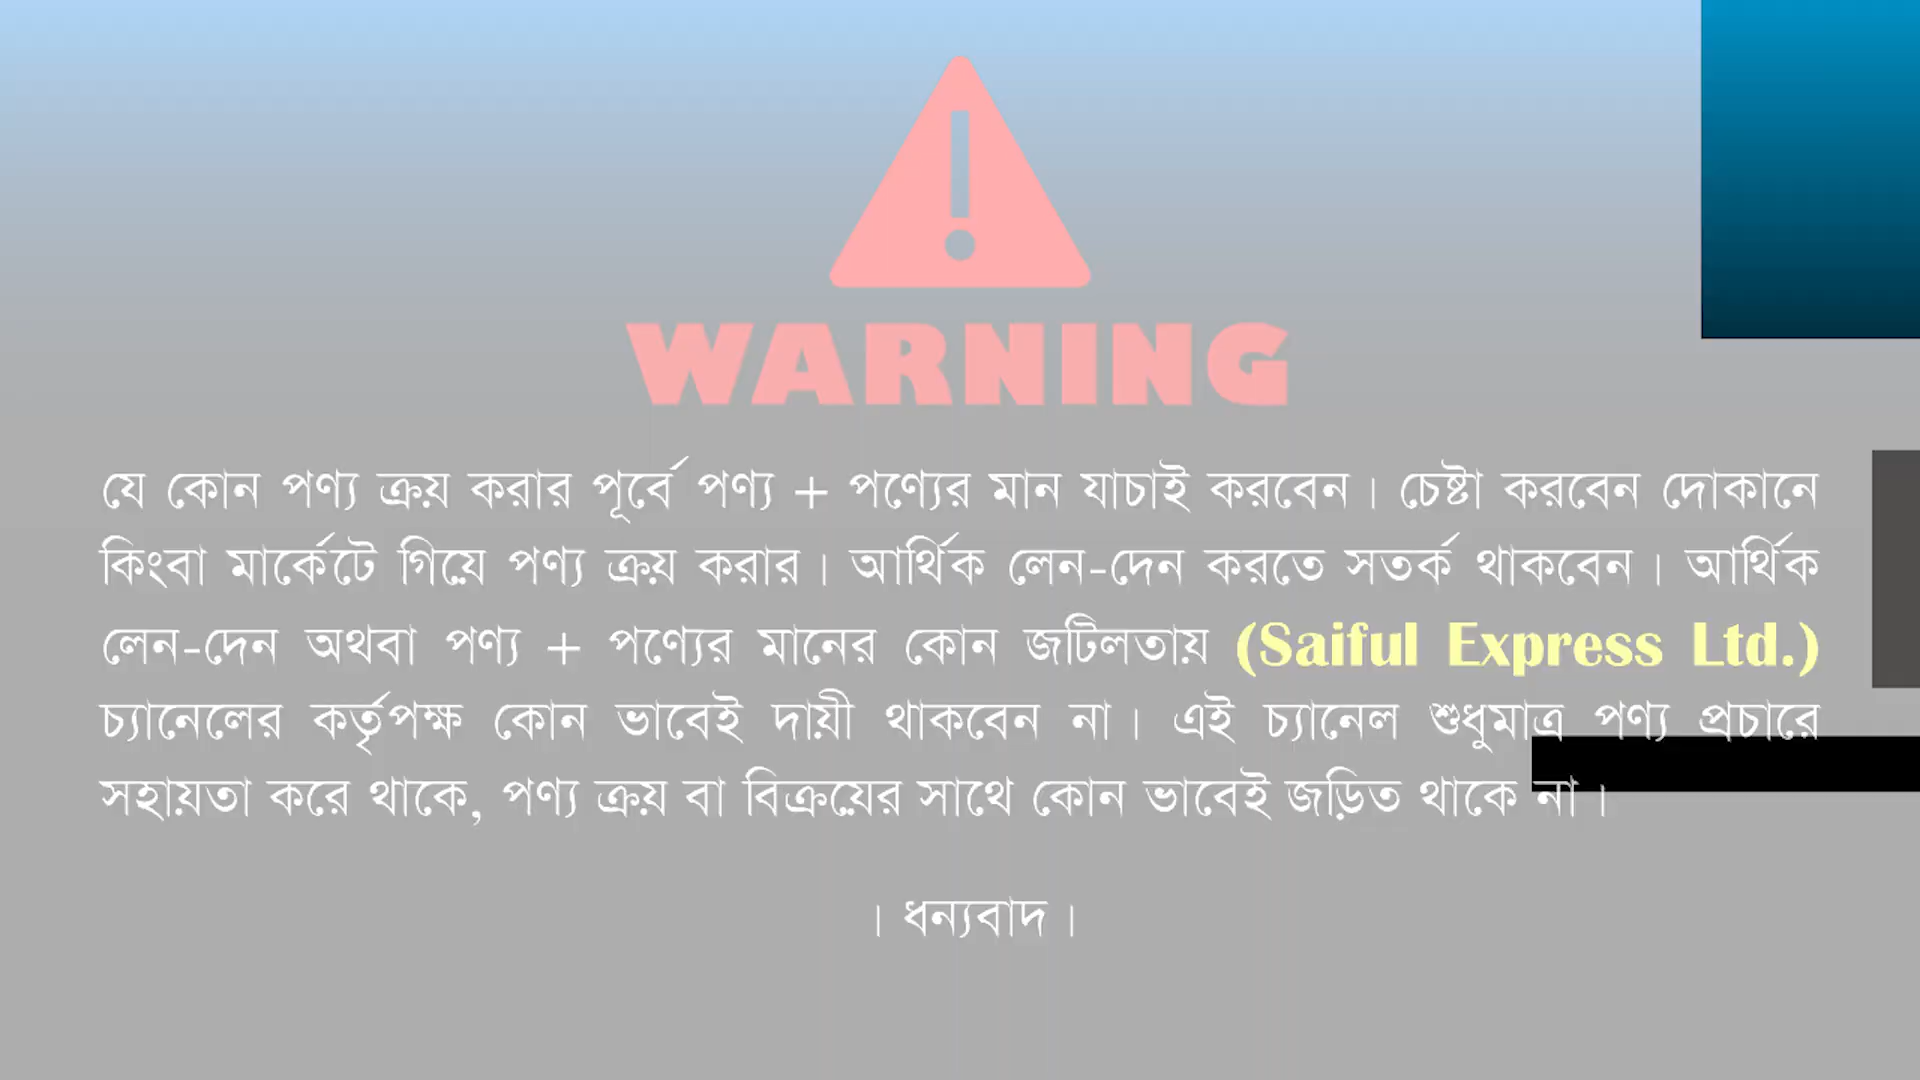 WARNING
যে কোন পণ্য ক্রয় করার পূর্বে পণ্য + পণ্যের মান যাচাই করবেন। চেষ্টা করবেন দোকানে
কিংবা মার্কেটে গিয়ে পণ্য ক্রয় করার। আর্থিক লেন-দেন করতে সতর্ক থাকবেন। আর্থিক
লেন-দেন অথবা পণ্য + পণ্যের মানের কোন জটিলতায় (Saiful Express Ltd.)
চ্যানেলের কর্তৃপক্ষ কোন ভাবেই দায়ী থাকবেন না। এই চ্যানেল শুধুমাত্র পণ্য প্রচারে
সহায়তা করে থাকে, পণ্য ক্রয় বা বিক্রয়ের সাথে কোন ভাবেই জড়িত থাকে না।
। ধন্যবাদ ।